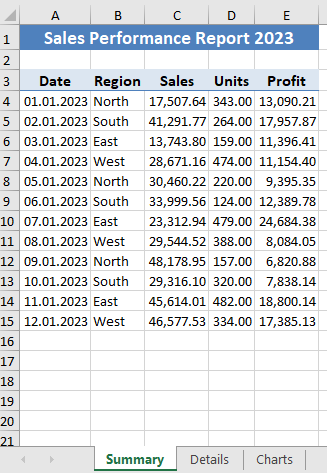 A B C D E
1 Sales Performance Report 2023
2
3 Date Region Sales Units Profit
4 01.01.2023 North 17,507.64 343.00 13,090.21
5 02.01.2023 South 41,291.77 264.00 17,957.87
6 03.01.2023 East 13,743.80 159.00 11,396.41
7 04.01.2023 West 28,671.16 474.00 11,154.40
8 05.01.2023 North 30,460.22 220.00 9,395.35
9 06.01.2023 South 33,999.56 124.00 12,389.78
10 07.01.2023 East 23,312.94 479.00 24,684.38
11 08.01.2023 West 29,544.52 388.00 8,084.05
12 09.01.2023 North 48,178.95 157.00 6,820.88
13 10.01.2023 South 29,316.10 320.00 7,838.14
14 11.01.2023 East 45,614.01 482.00 18,800.14
15 12.01.2023 West 46,577.53 334.00 17,385.13
16
17
18
19
20
21
Summary Details Charts